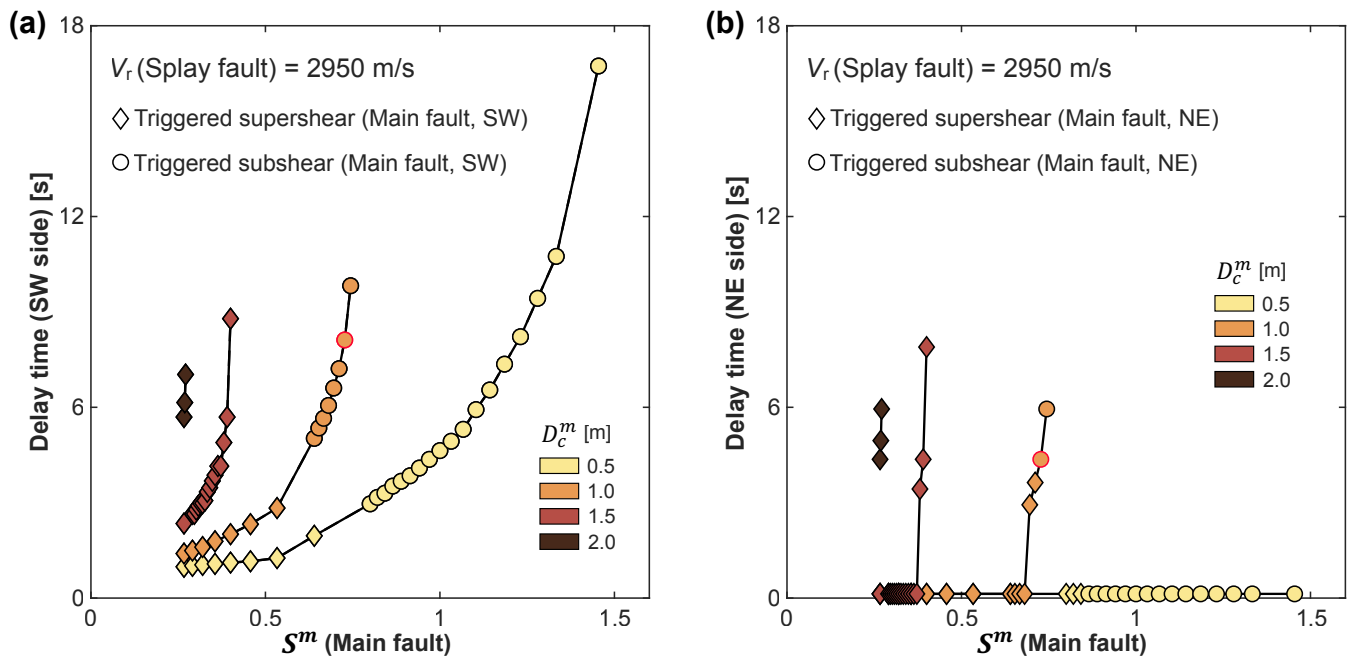 (a)
18
12
6
0
Delay time (SW side) [s]
Vr (Splay fault) = 2950 m/s
Triggered supershear (Main fault, SW)
Triggered subshear (Main fault, SW)
D_c^m [m]
0.5
1.0
1.5
2.0
0 0.5 1 1.5
S^m (Main fault)
(b)
18
12
6
0
Delay time (NE side) [s]
Vr (Splay fault) = 2950 m/s
Triggered supershear (Main fault, NE)
Triggered subshear (Main fault, NE)
D_c^m [m]
0.5
1.0
1.5
2.0
0 0.5 1 1.5
S^m (Main fault)